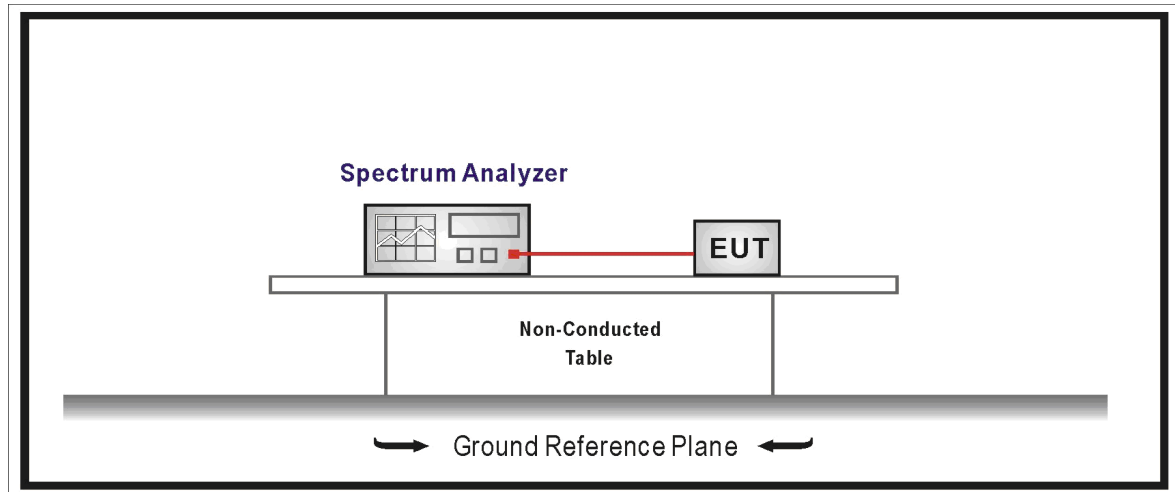 Spectrum Analyzer
EUT
Non-Conducted
Table
Ground Reference Plane